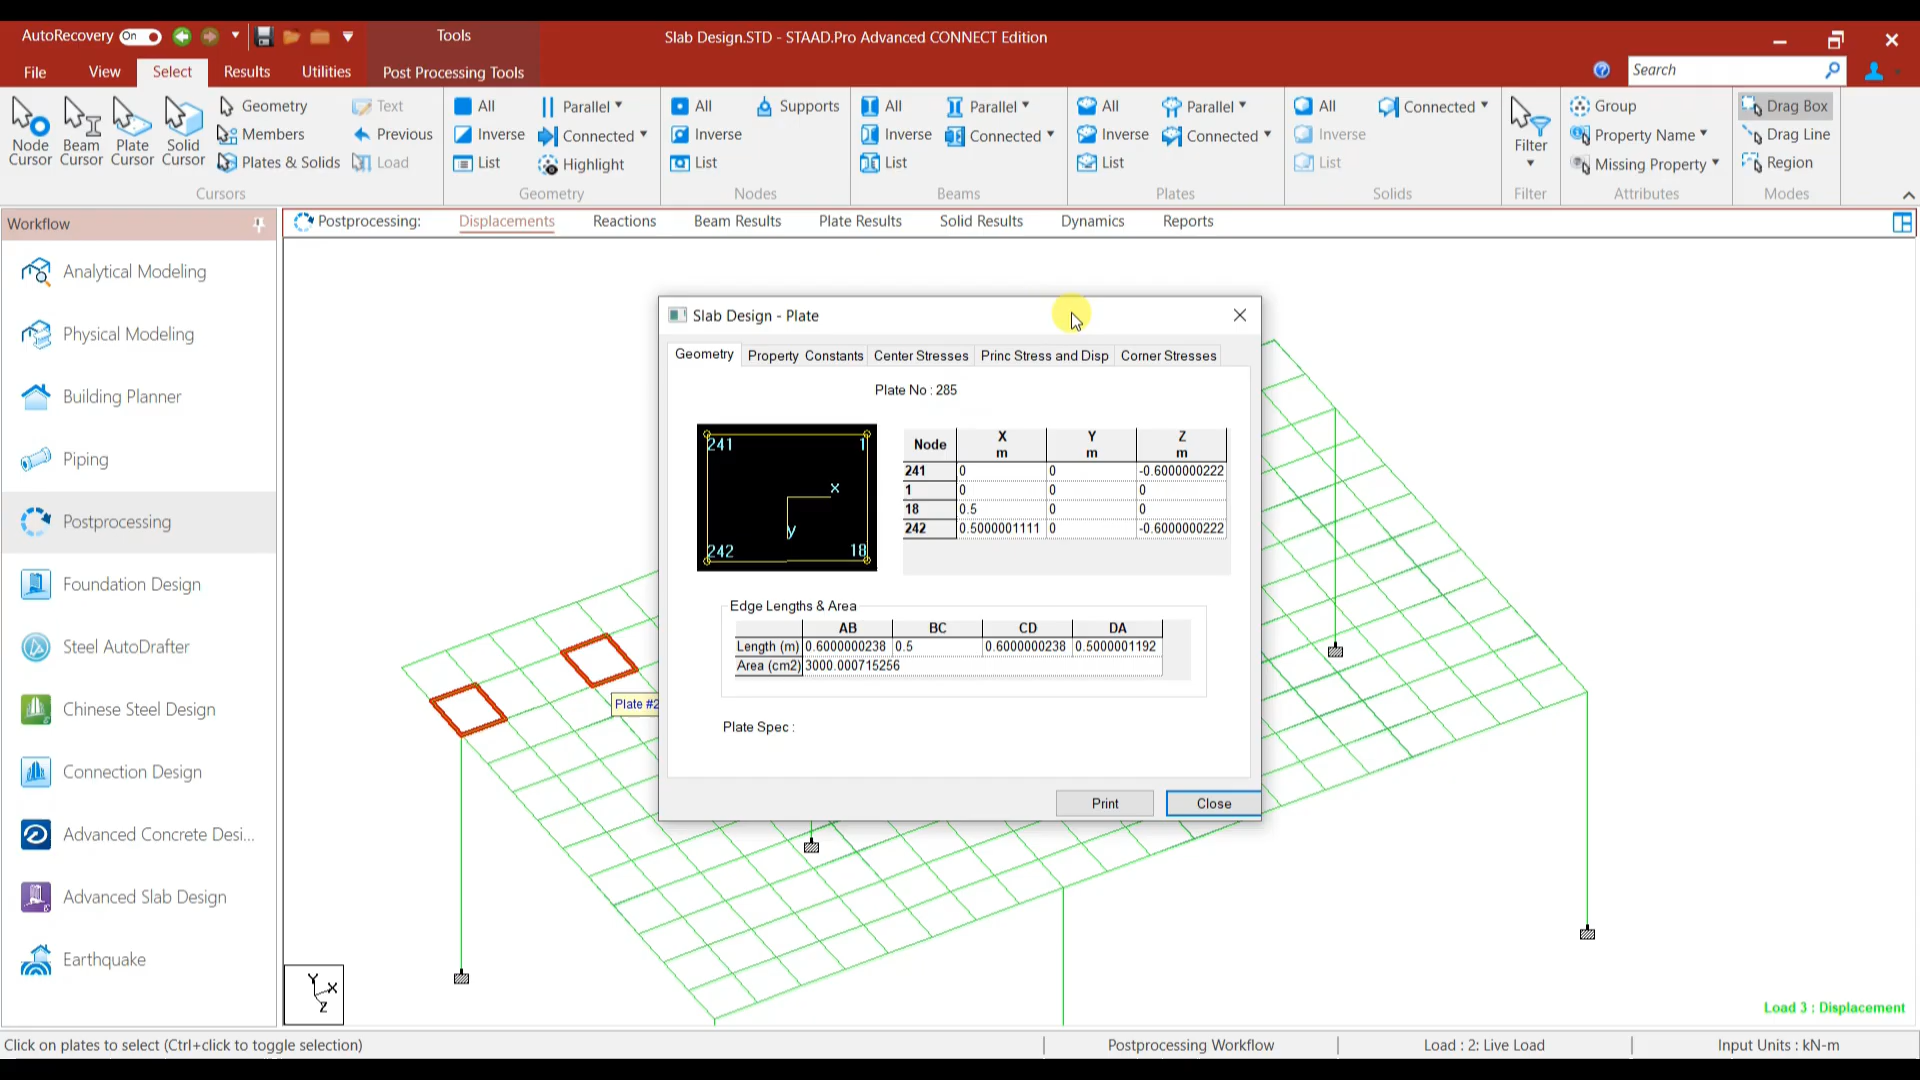 AutoRecovery On
Tools
Slab Design.STD - STAAD.Pro Advanced CONNECT Edition
File
View
Select
Results
Utilities
Post Processing Tools
Search
Node Cursor
Beam Cursor
Plate Cursor
Solid Cursor
Geometry
Members
Plates & Solids
Text
Previous
Load
Cursors
All
Inverse
List
Parallel
Connected
Highlight
Geometry
All
Inverse
List
Supports
Nodes
All
Inverse
List
Parallel
Connected
Beams
All
Inverse
List
Parallel
Connected
Plates
All
Inverse
List
Connected
Solids
Filter
Filter
Group
Property Name
Missing Property
Attributes
Drag Box
Drag Line
Region
Modes
Workflow
Postprocessing:
Displacements
Reactions
Beam Results
Plate Results
Solid Results
Dynamics
Reports
Analytical Modeling
Physical Modeling
Building Planner
Piping
Postprocessing
Foundation Design
Steel AutoDrafter
Chinese Steel Design
Connection Design
Advanced Concrete Desi...
Advanced Slab Design
Earthquake
Slab Design - Plate
Geometry
Property Constants
Center Stresses
Princ Stress and Disp
Corner Stresses
Plate No : 285
241 1
x
y
242 18
Node X m Y m Z m
241 0 0 -0.6000000222
1 0 0 0
18 0.5 0 0
242 0.5000001111 0 -0.6000000222
Edge Lengths & Area
AB BC CD DA
Length (m) 0.6000000238 0.5 0.6000000238 0.5000001192
Area (cm2) 3000.000715256
Plate Spec :
Print
Close
Plate #2
Y
X
Z
Load 3 : Displacement
Click on plates to select (Ctrl+click to toggle selection)
Postprocessing Workflow
Load : 2: Live Load
Input Units : kN-m